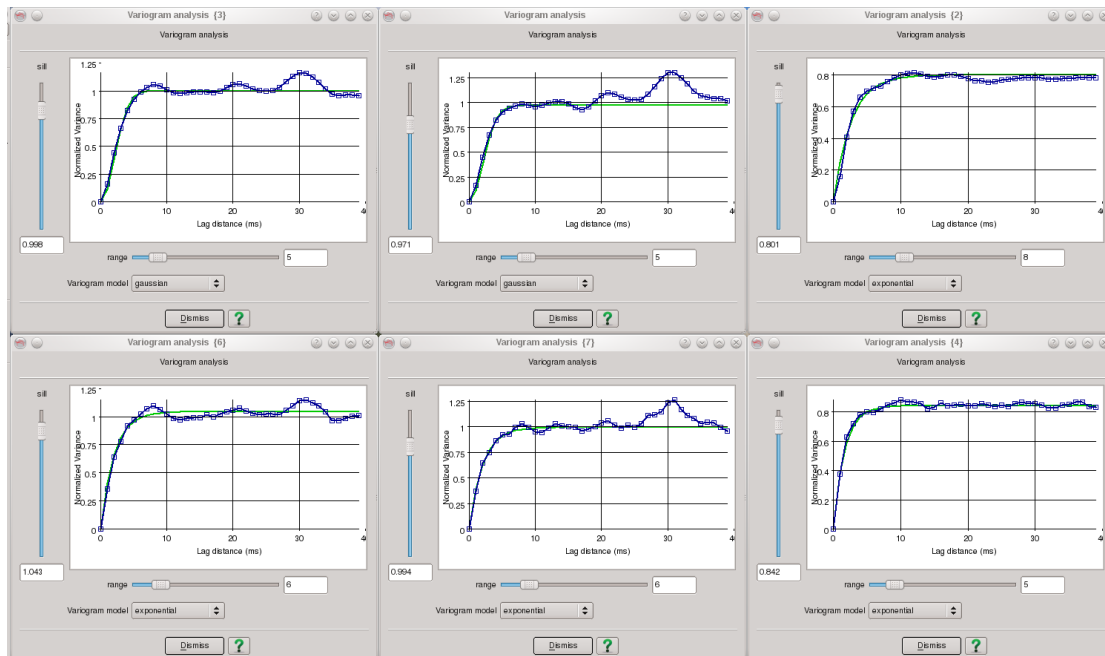 Variogram analysis {3}
Variogram analysis
sill
1.25
1
0.75
0.5
0.25
0
Normalized Variance
0
10
20
30
Lag distance (ms)
0.998
range
5
Variogram model
gaussian
Dismiss
?
Variogram analysis
Variogram analysis
sill
1.25
1
0.75
0.5
0.25
0
Normalized Variance
0
10
20
30
40
Lag distance (ms)
0.971
range
5
Variogram model
gaussian
Dismiss
?
Variogram analysis {2}
Variogram analysis
sill
0.8
0.6
0.4
0.2
0
Normalized Variance
0
10
20
30
40
Lag distance (ms)
0.801
range
8
Variogram model
exponential
Dismiss
?
Variogram analysis {6}
Variogram analysis
sill
1.25
1
0.75
0.5
0.25
0
Normalized Variance
0
10
20
30
Lag distance (ms)
1.043
range
6
Variogram model
exponential
Dismiss
?
Variogram analysis {7}
Variogram analysis
sill
1.25
1
0.75
0.5
0.25
0
Normalized Variance
0
10
20
30
40
Lag distance (ms)
0.994
range
6
Variogram model
exponential
Dismiss
?
Variogram analysis {4}
Variogram analysis
sill
0.8
0.6
0.4
0.2
0
Normalized Variance
0
10
20
30
40
Lag distance (ms)
0.842
range
5
Variogram model
exponential
Dismiss
?